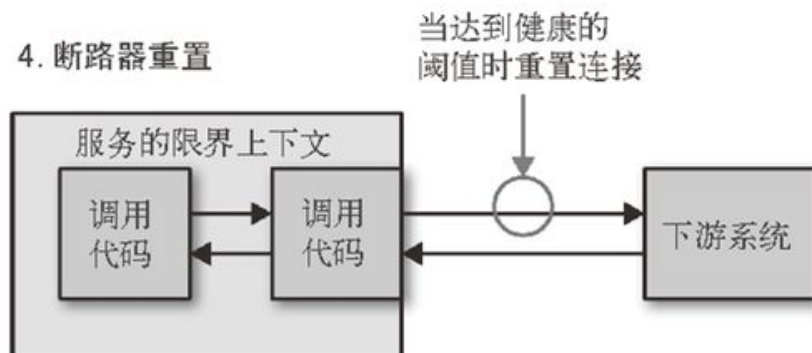 4. 断路器重置
当达到健康的
阈值时重置连接
服务的限界上下文
调用
代码
调用
代码
下游系统